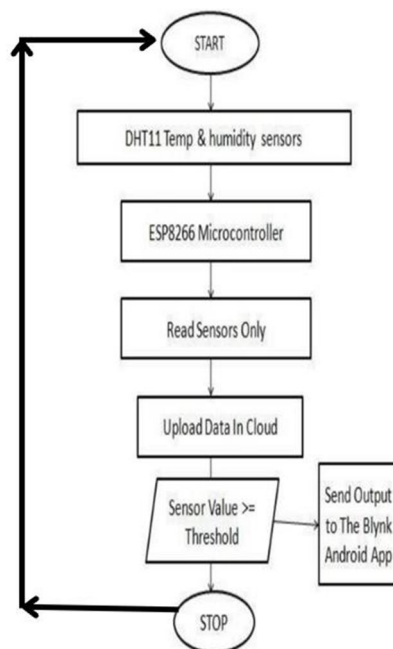 START
DHT11 Temp & humidity sensors
ESP8266 Microcontroller
Read Sensors Only
Upload Data In Cloud
Sensor Value >=
Threshold
Send Output
to The Blynk
Android App
STOP